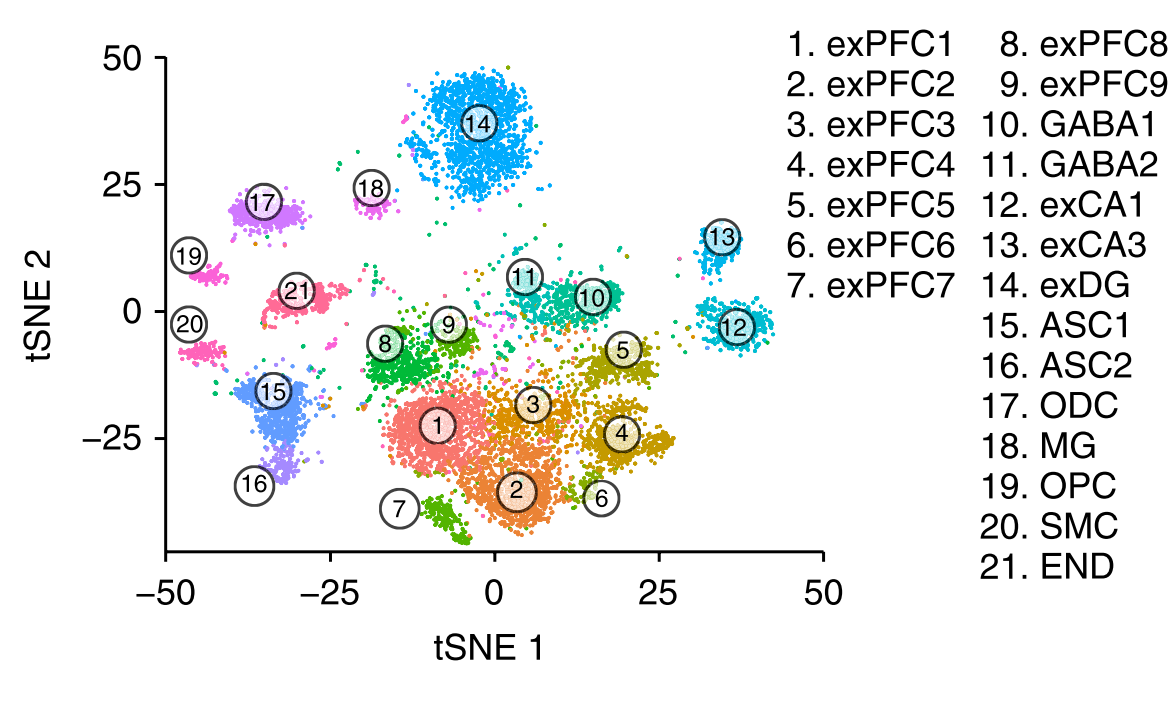 50
25
0
−25
tSNE 2
−50
−25
0
25
50
tSNE 1
14
17
18
13
19
11
21
10
20
9
12
8
5
15
3
1
4
16
2
6
7
1. exPFC1
2. exPFC2
3. exPFC3
4. exPFC4
5. exPFC5
6. exPFC6
7. exPFC7
8. exPFC8
9. exPFC9
10. GABA1
11. GABA2
12. exCA1
13. exCA3
14. exDG
15. ASC1
16. ASC2
17. ODC
18. MG
19. OPC
20. SMC
21. END